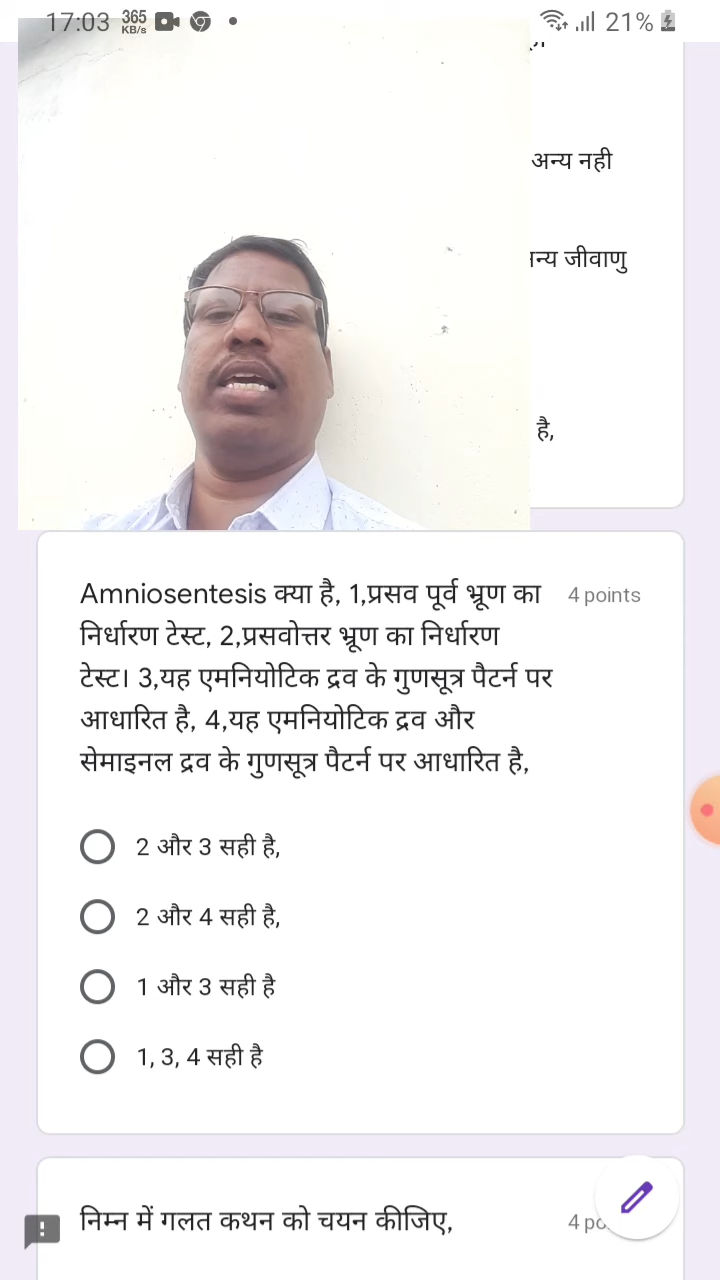 17:03 365 KB/s 21%
अन्य नही
न्य जीवाणु
है,
Amniosentesis क्या है, 1,प्रसव पूर्व भ्रूण का 4 points
निर्धारण टेस्ट, 2,प्रसवोत्तर भ्रूण का निर्धारण
टेस्ट। 3,यह एमनियोटिक द्रव के गुणसूत्र पैटर्न पर
आधारित है, 4,यह एमनियोटिक द्रव और
सेमाइनल द्रव के गुणसूत्र पैटर्न पर आधारित है,
2 और 3 सही है,
2 और 4 सही है,
1 और 3 सही है
1, 3, 4 सही है
निम्न में गलत कथन को चयन कीजिए, 4 po